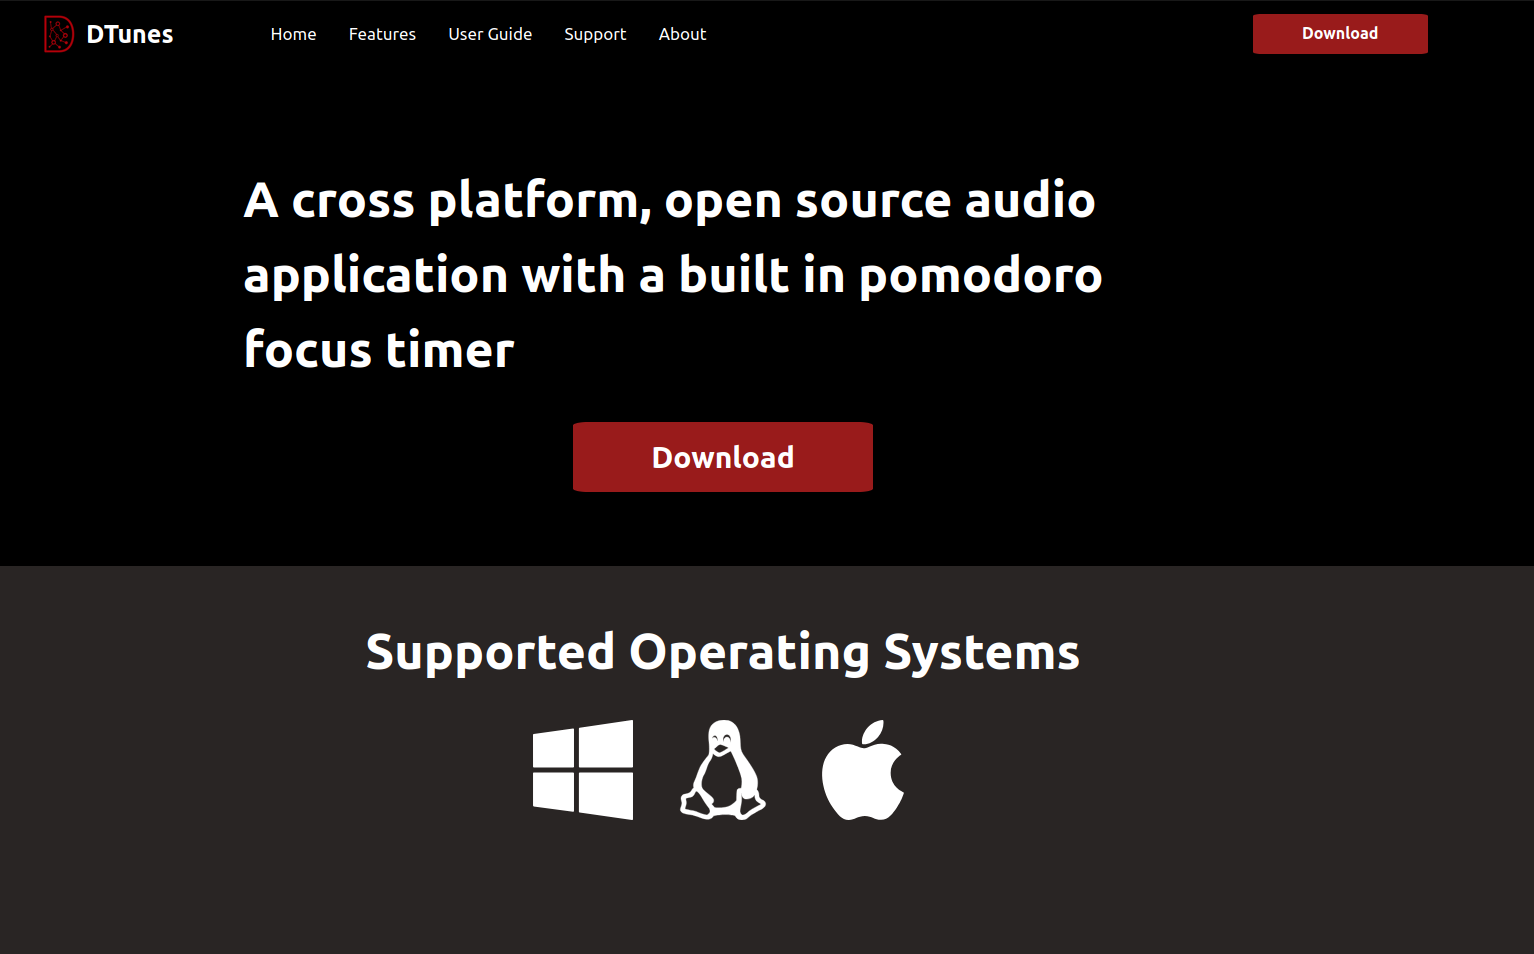 DTunes
Home Features User Guide Support About
Download
A cross platform, open source audio
application with a built in pomodoro
focus timer
Download
Supported Operating Systems